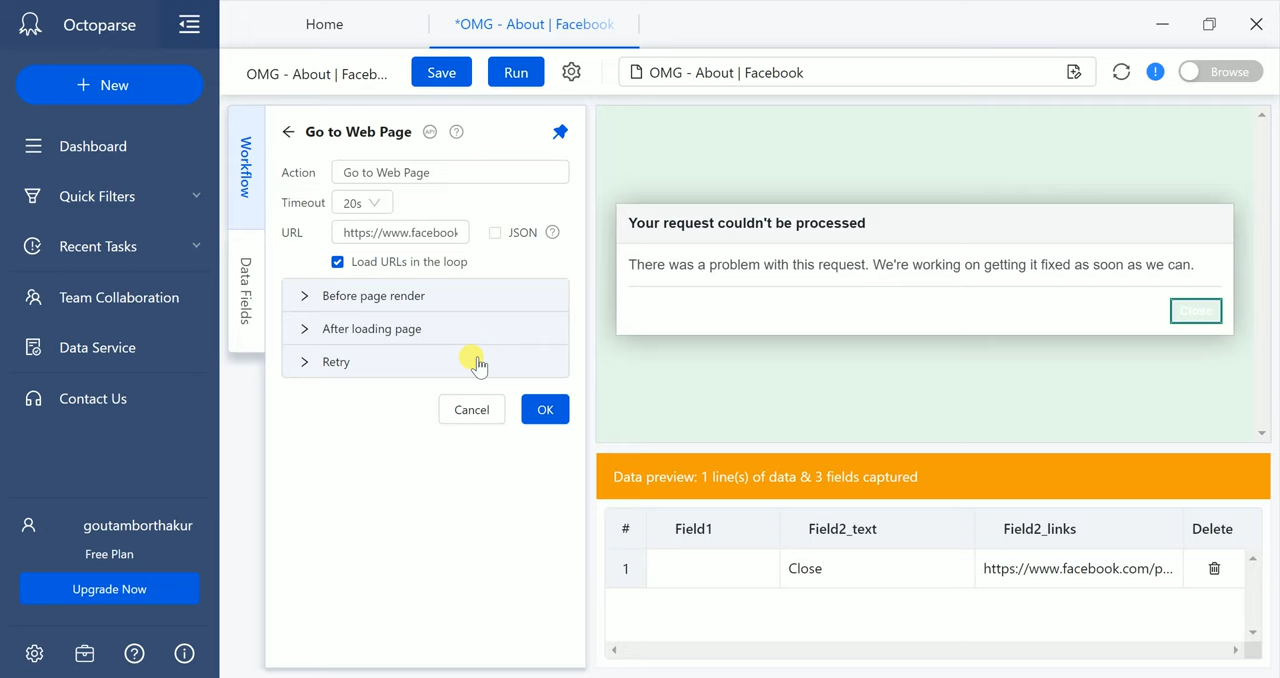 Octoparse
Home
*OMG - About | Facebook
OMG - About | Faceb...
Save
Run
OMG - About | Facebook
Browse
New
Dashboard
Quick Filters
Recent Tasks
Team Collaboration
Data Service
Contact Us
goutamborthakur
Free Plan
Upgrade Now
Workflow
Data Fields
Go to Web Page
API
Action
Go to Web Page
Timeout
20s
URL
https://www.facebook
JSON
Load URLs in the loop
Before page render
After loading page
Retry
Cancel
OK
Your request couldn't be processed
There was a problem with this request. We're working on getting it fixed as soon as we can.
Close
Data preview: 1 line(s) of data & 3 fields captured
# Field1 Field2_text Field2_links Delete
1 Close https://www.facebook.com/p...